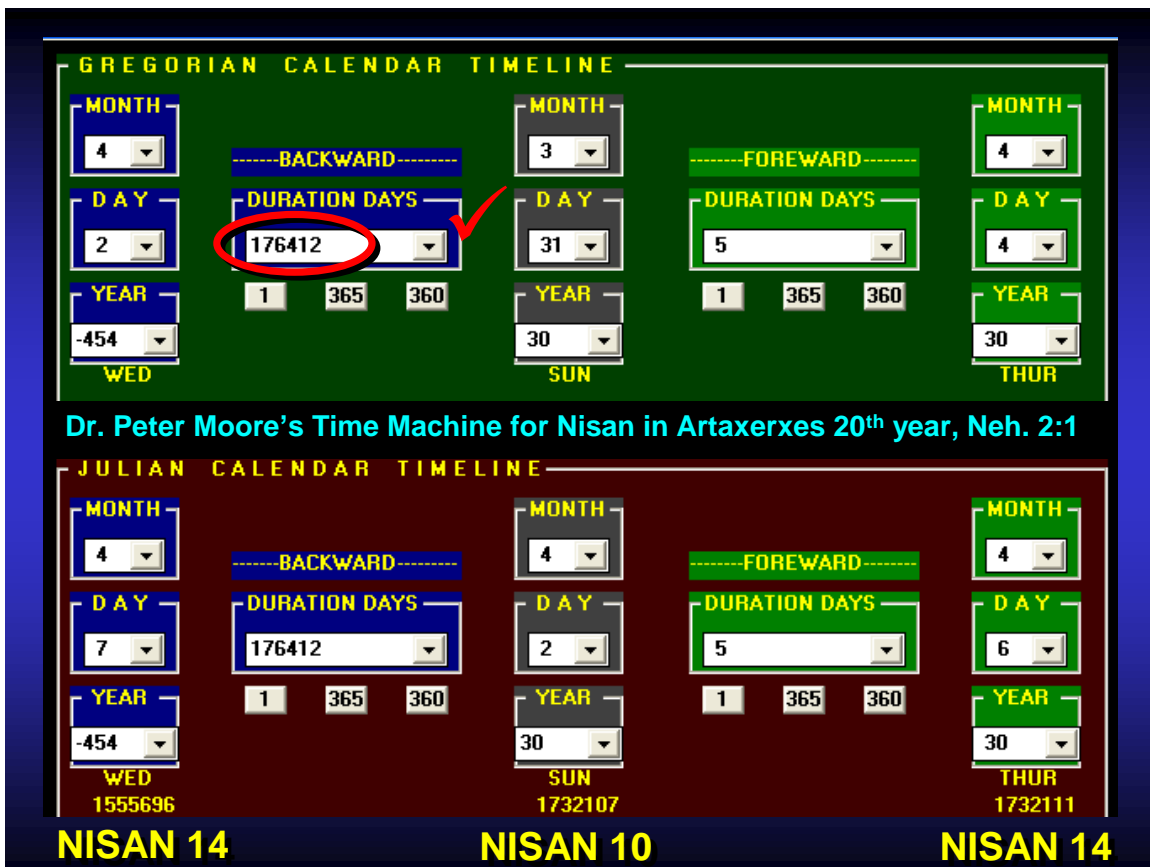 GREGORIAN CALENDAR TIMELINE
MONTH MONTH MONTH
4 3 4
-------BACKWARD--------- --------FOREWARD--------
DAY DURATION DAYS DAY DURATION DAYS DAY
2 176412 31 5 4
YEAR 1 365 360 YEAR 1 365 360 YEAR
-454 30 30
WED SUN THUR
Dr. Peter Moore's Time Machine for Nisan in Artaxerxes 20th year, Neh. 2:1
JULIAN CALENDAR TIMELINE
MONTH MONTH MONTH
4 4 4
-------BACKWARD--------- --------FOREWARD--------
DAY DURATION DAYS DAY DURATION DAYS DAY
7 176412 2 5 6
YEAR 1 365 360 YEAR 1 365 360 YEAR
-454 30 30
WED SUN THUR
1555696 1732107 1732111
NISAN 14 NISAN 10 NISAN 14